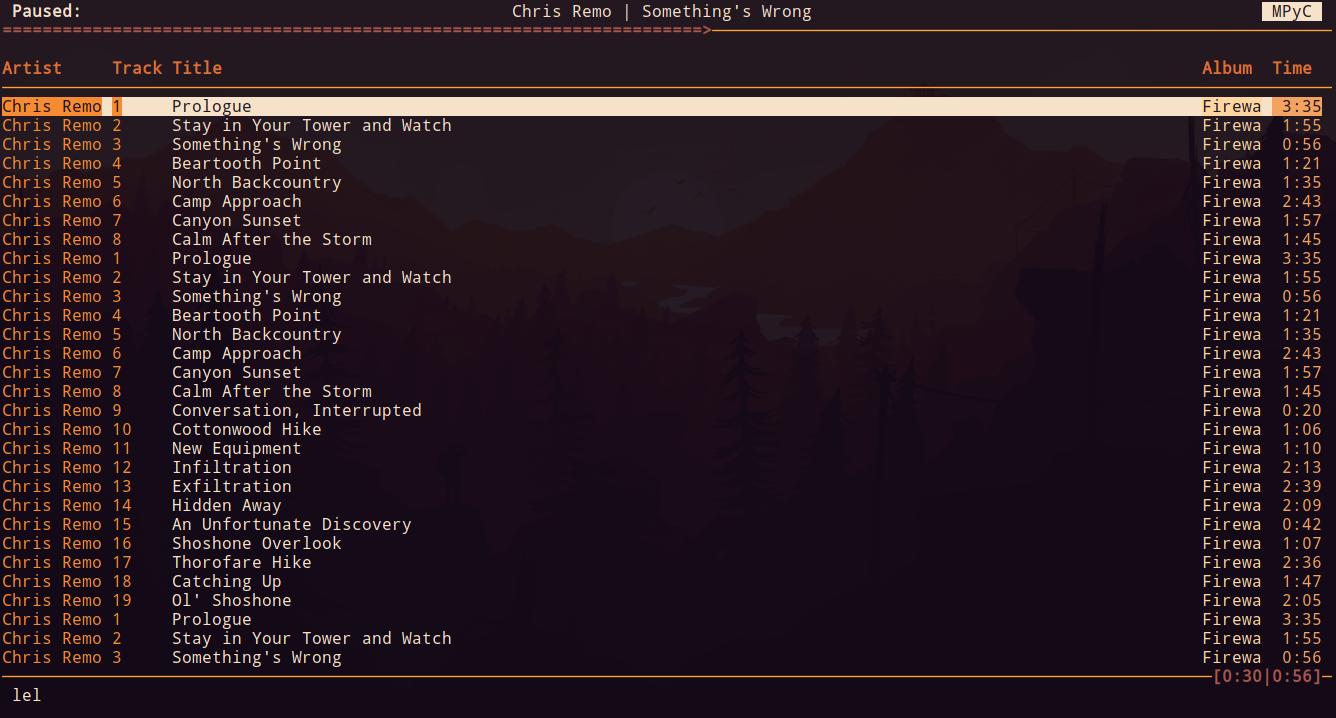 Paused: Chris Remo | Something's Wrong MPyC
======================================================================>
Artist Track Title Album Time
Chris Remo 1 Prologue Firewa 3:35
Chris Remo 2 Stay in Your Tower and Watch Firewa 1:55
Chris Remo 3 Something's Wrong Firewa 0:56
Chris Remo 4 Beartooth Point Firewa 1:21
Chris Remo 5 North Backcountry Firewa 1:35
Chris Remo 6 Camp Approach Firewa 2:43
Chris Remo 7 Canyon Sunset Firewa 1:57
Chris Remo 8 Calm After the Storm Firewa 1:45
Chris Remo 1 Prologue Firewa 3:35
Chris Remo 2 Stay in Your Tower and Watch Firewa 1:55
Chris Remo 3 Something's Wrong Firewa 0:56
Chris Remo 4 Beartooth Point Firewa 1:21
Chris Remo 5 North Backcountry Firewa 1:35
Chris Remo 6 Camp Approach Firewa 2:43
Chris Remo 7 Canyon Sunset Firewa 1:57
Chris Remo 8 Calm After the Storm Firewa 1:45
Chris Remo 9 Conversation, Interrupted Firewa 0:20
Chris Remo 10 Cottonwood Hike Firewa 1:06
Chris Remo 11 New Equipment Firewa 1:10
Chris Remo 12 Infiltration Firewa 2:13
Chris Remo 13 Exfiltration Firewa 2:39
Chris Remo 14 Hidden Away Firewa 2:09
Chris Remo 15 An Unfortunate Discovery Firewa 0:42
Chris Remo 16 Shoshone Overlook Firewa 1:07
Chris Remo 17 Thorofare Hike Firewa 2:36
Chris Remo 18 Catching Up Firewa 1:47
Chris Remo 19 Ol' Shoshone Firewa 2:05
Chris Remo 1 Prologue Firewa 3:35
Chris Remo 2 Stay in Your Tower and Watch Firewa 1:55
Chris Remo 3 Something's Wrong Firewa 0:56
[0:30|0:56]
lel